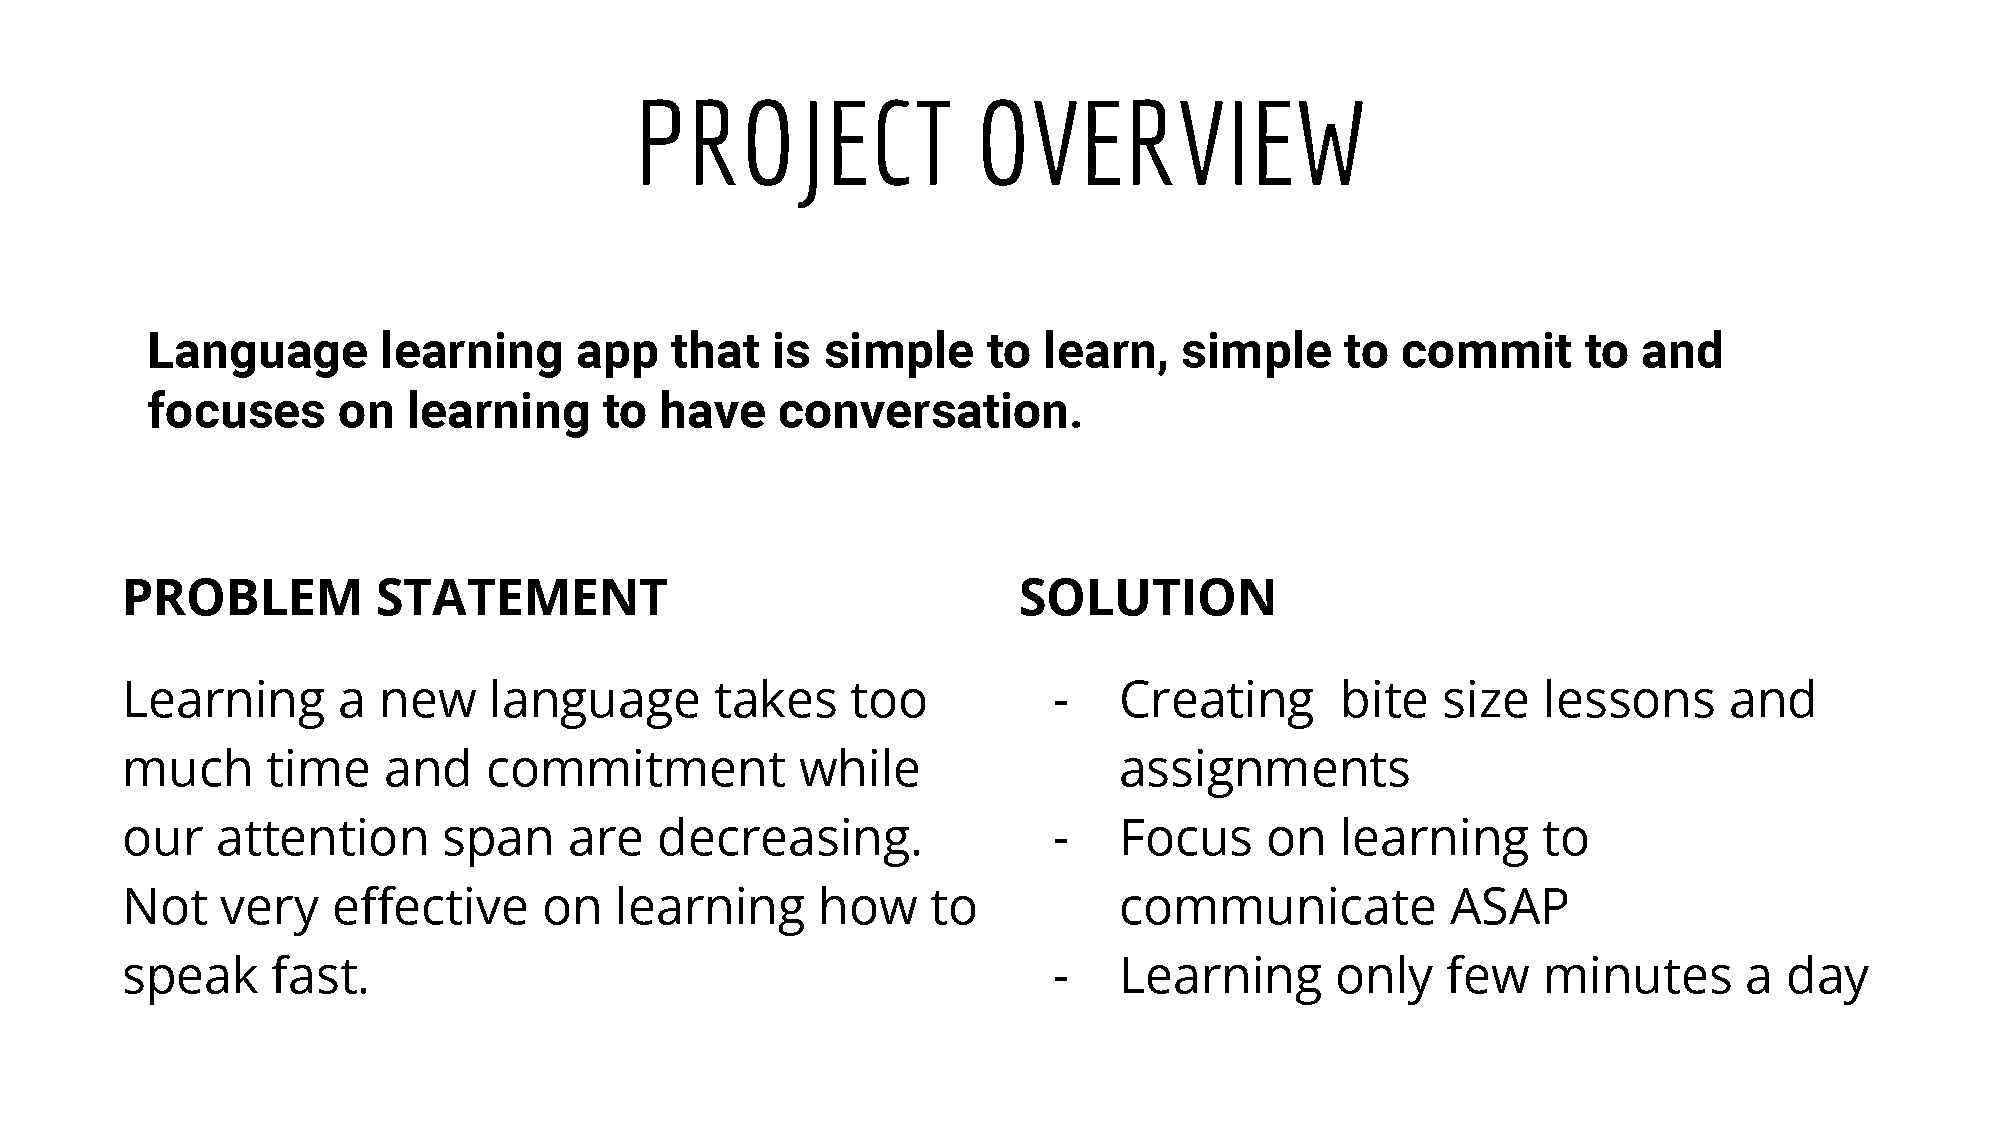 PROJECT OVERVIEW
Language learning app that is simple to learn, simple to commit to and
focuses on learning to have conversation.
PROBLEM STATEMENT
Learning a new language takes too
much time and commitment while
our attention span are decreasing.
Not very effective on learning how to
speak fast.
SOLUTION
- Creating bite size lessons and
assignments
- Focus on learning to
communicate ASAP
- Learning only few minutes a day